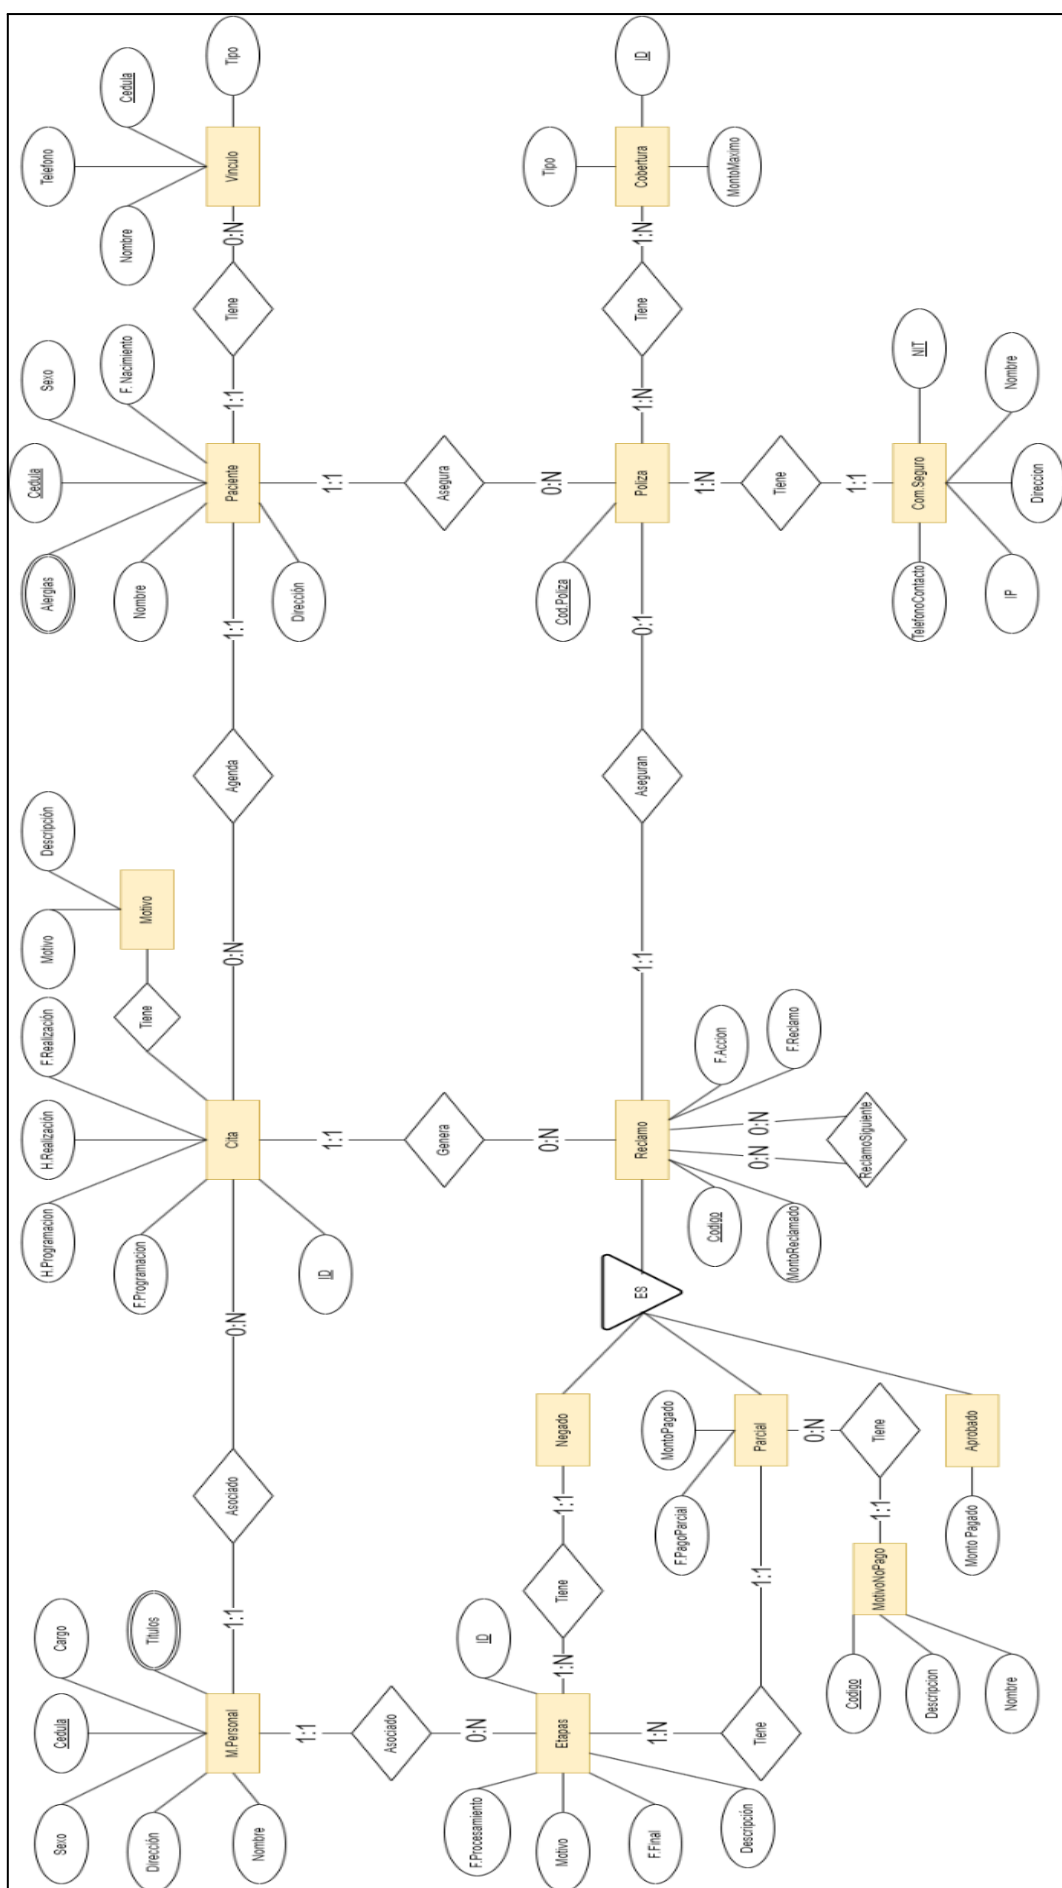 Sexo
Cedula
Cargo
H.Programacion
H.Realización
F.Realización
Motivo
Descripción
Alergias
Cedula
Sexo
Telefono
Dirección
Titulos
F.Programacion
Tiene
Motivo
Nombre
F. Nacimiento
Nombre
Cedula
Nombre
M.Personal
1:1
Asociado
0:N
Cita
0:N
Agenda
1:1
Paciente
1:1
Tiene
0:N
Vinculo
Tipo
1:1
ID
1:1
Dirección
1:1
Asociado
Genera
Asegura
F.Procesamiento
0:N
ID
0:N
0:N
Tipo
Motivo
Etapas
1:N
Tiene
1:1
Negado
Cod.Poliza
F.Final
1:N
F.PagoParcial
MontoPagado
ES
Reclamo
1:1
Aseguran
0:1
Poliza
1:N
Tiene
1:N
Cobertura
ID
Descripción
Tiene
1:1
Parcial
Codigo
F.Accion
1:N
MontoMaximo
0:N
0:N
MontoReclamado
F.Reclamo
Tiene
Codigo
0:N
Tiene
ReclamoSiguiente
1:1
Descripcion
MotivoNoPago
1:1
TelefonoContacto
Com.Seguro
NIT
Nombre
Monto Pagado
Aprobado
IP
Direccion
Nombre